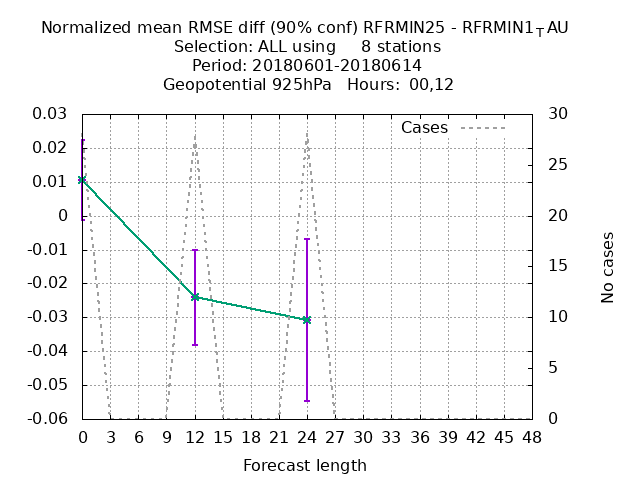 Normalized mean RMSE diff (90% conf) RFRMIN25 - RFRMIN1TAU
Selection: ALL using 8 stations
Period: 20180601-20180614
Geopotential 925hPa Hours: 00,12
Cases
0.03
0.02
0.01
0
-0.01
-0.02
-0.03
-0.04
-0.05
-0.06
30
25
20
15
10
5
0
No cases
0 3 6 9 12 15 18 21 24 27 30 33 36 39 42 45 48
Forecast length